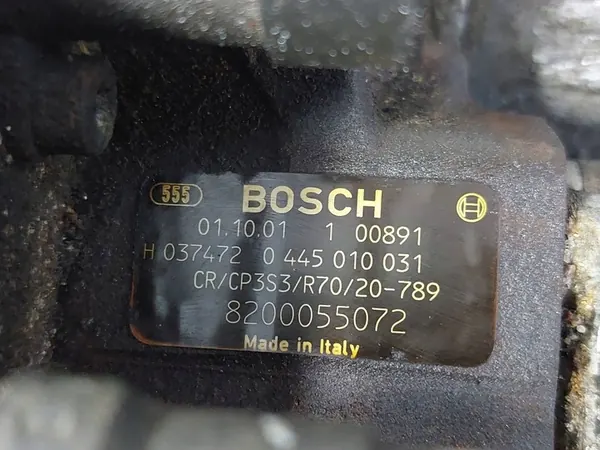 555 BOSCH
01.10.01 1 00891
H 037472 0 445 010 031
CR/CP3S3/R70/20-789
8200055072
Made in Italy